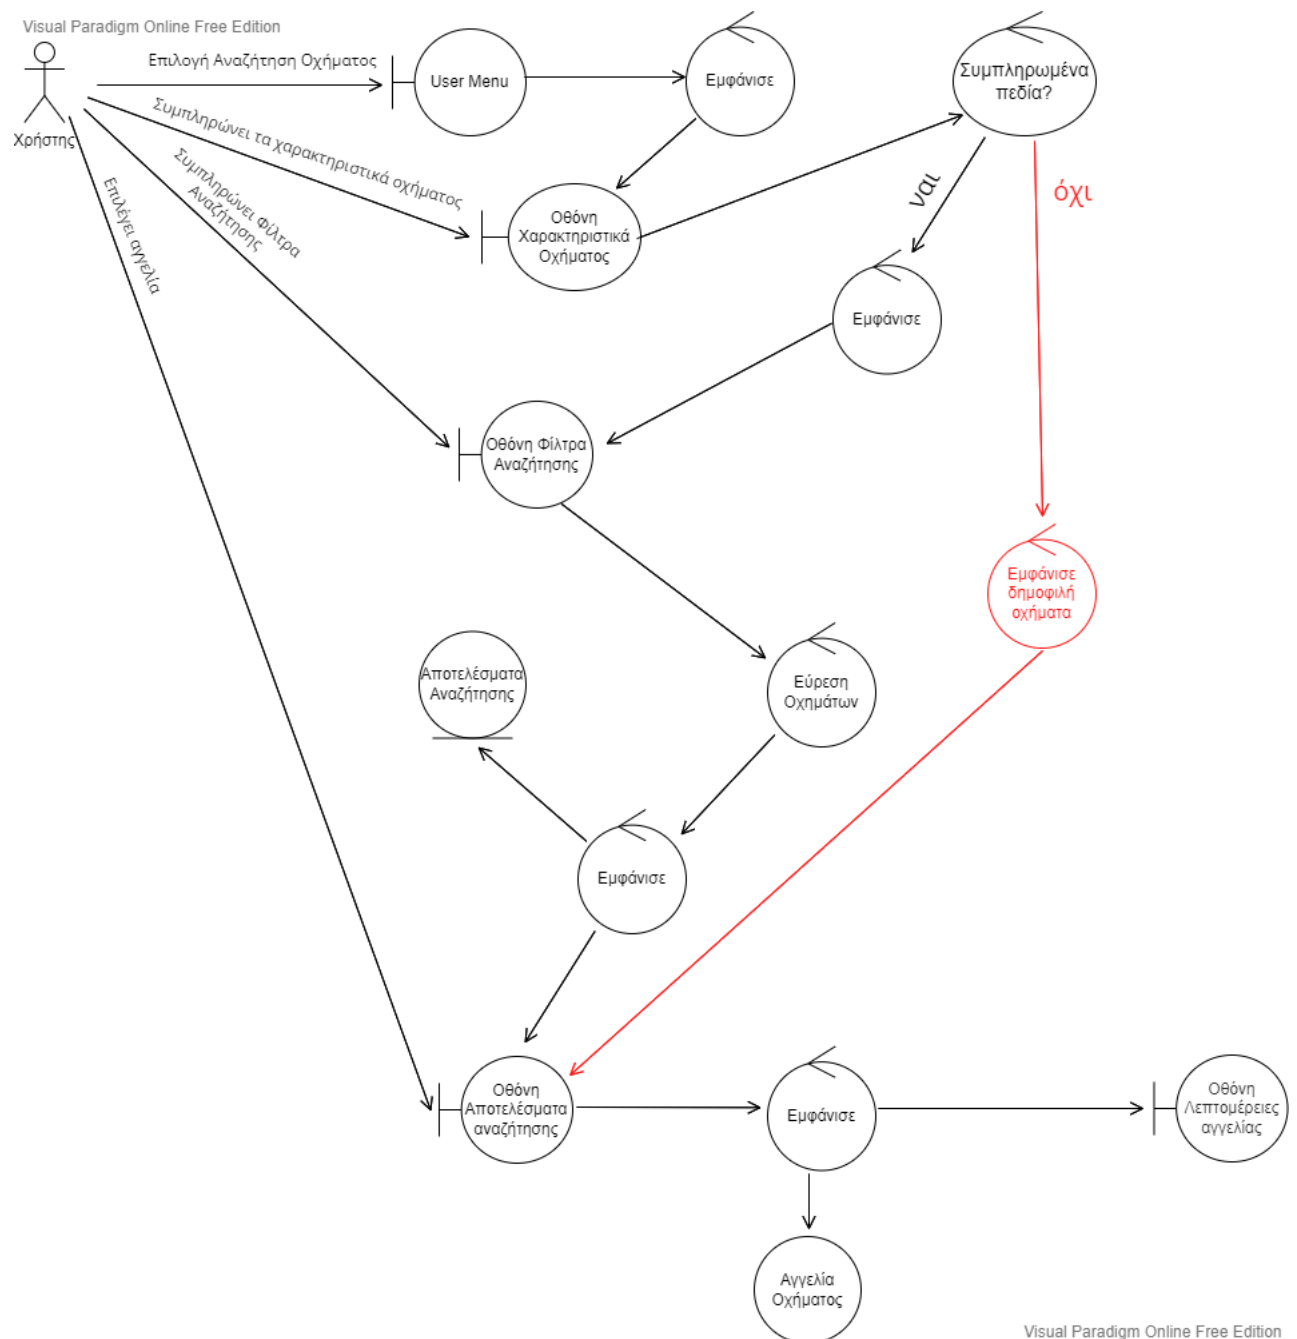 Visual Paradigm Online Free Edition
Επιλογή Αναζήτηση Οχήματος
User Menu
Εμφάνισε
Συμπληρωμένα
πεδία?
Χρήστης
Συμπληρώνει τα χαρακτηριστικά οχήματος
Συμπληρώνει Φίλτρα
Αναζήτησης
Επιλέγει αγγελία
Οθόνη
Χαρακτηριστικά
Οχήματος
ναι
όχι
Εμφάνισε
Οθόνη Φίλτρα
Αναζήτησης
Εμφάνισε
δημοφιλή
οχήματα
Αποτελέσματα
Αναζήτησης
Εύρεση
Οχημάτων
Εμφάνισε
Οθόνη
Αποτελέσματα
αναζήτησης
Εμφάνισε
Οθόνη
Λεπτομέρειες
αγγελίας
Αγγελία
Οχήματος
Visual Paradigm Online Free Edition